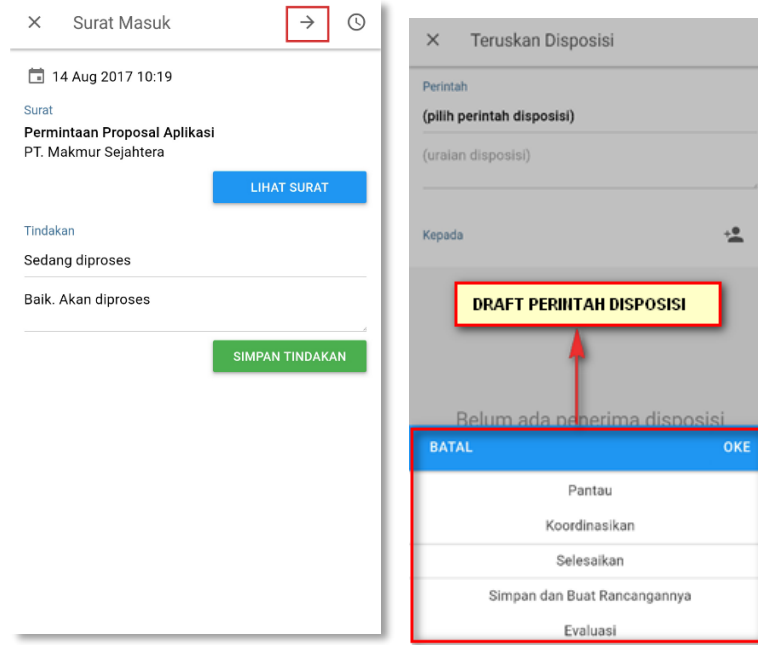 Surat Masuk
14 Aug 2017 10:19
Surat
Permintaan Proposal Aplikasi
PT. Makmur Sejahtera
LIHAT SURAT
Tindakan
Sedang diproses
Baik. Akan diproses
SIMPAN TINDAKAN
Teruskan Disposisi
Perintah
(pilih perintah disposisi)
(uraian disposisi)
Kepada
DRAFT PERINTAH DISPOSISI
Belum ada penerima disposisi
BATAL OKE
Pantau
Koordinasikan
Selesaikan
Simpan dan Buat Rancangannya
Evaluasi